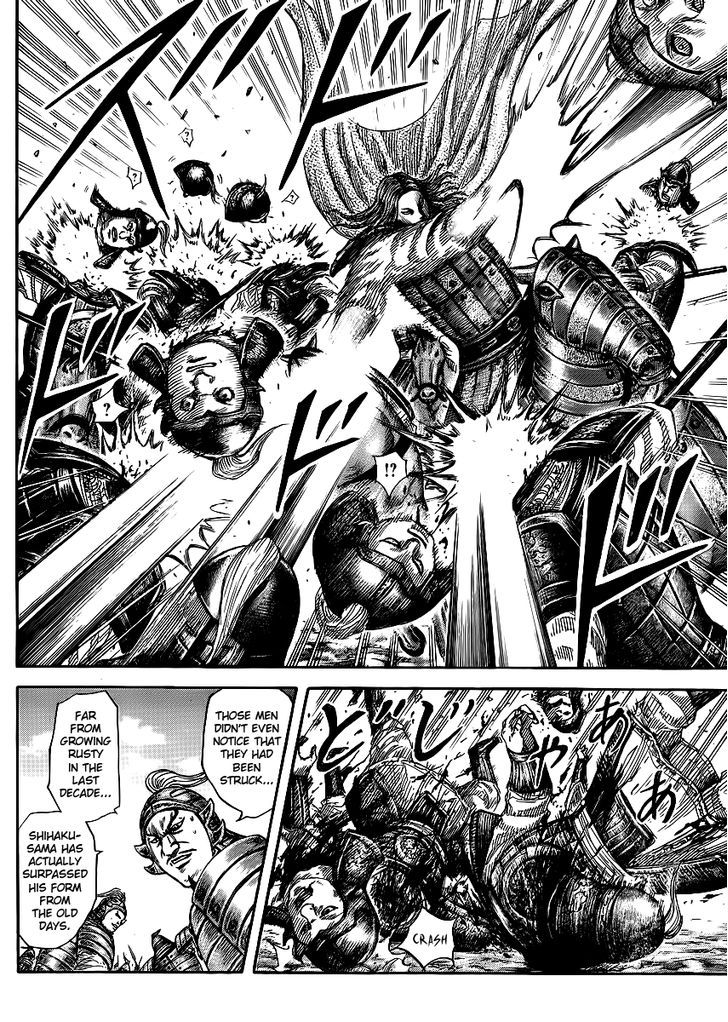 ズド
?
?
?
ド
ド
ド
?
!?
ど
じ
ゃ
あ
あ
CRASH
THOSE MEN
DIDN'T EVEN
NOTICE THAT
THEY HAD
BEEN
STRUCK...
FAR
FROM
GROWING
RUSTY
IN THE
LAST
DECADE...
SHIHAKU-
SAMA HAS
ACTUALLY
SURPASSED
HIS FORM
FROM
THE OLD
DAYS.